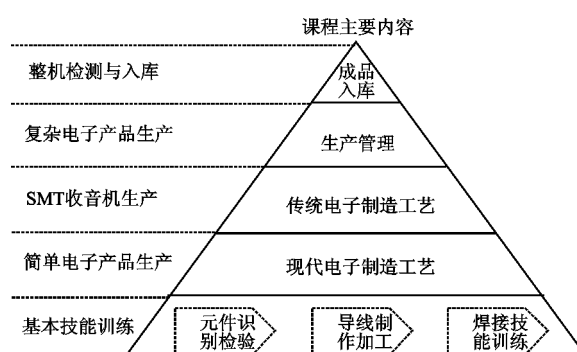 课程主要内容
整机检测与入库
成品
入库
复杂电子产品生产
生产管理
SMT收音机生产
传统电子制造工艺
简单电子产品生产
现代电子制造工艺
基本技能训练
元件识
别检验
导线制
作加工
焊接技
能训练